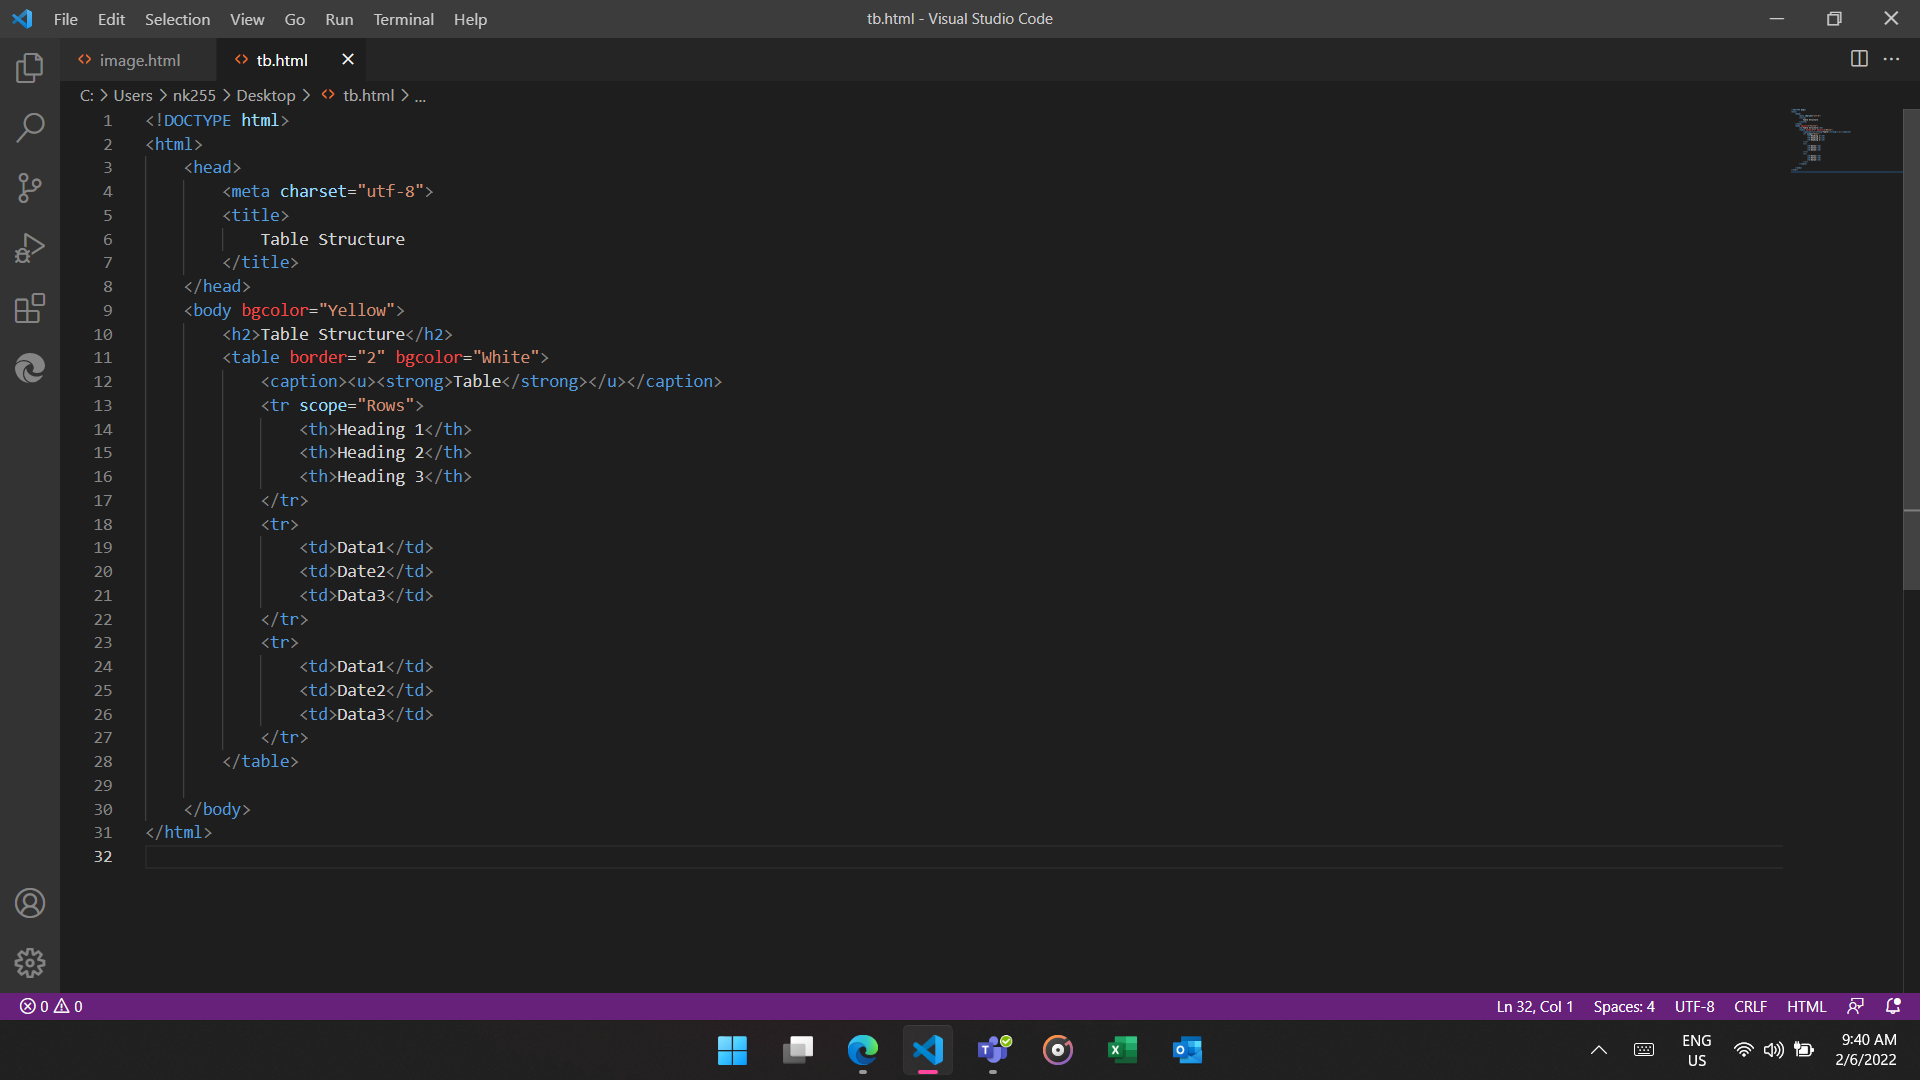 File Edit Selection View Go Run Terminal Help
tb.html - Visual Studio Code
image.html
tb.html
C: > Users > nk255 > Desktop > tb.html > ...
1 <!DOCTYPE html>
2 <html>
3 <head>
4 <meta charset="utf-8">
5 <title>
6 Table Structure
7 </title>
8 </head>
9 <body bgcolor="Yellow">
10 <h2>Table Structure</h2>
11 <table border="2" bgcolor="White">
12 <caption><u><strong>Table</strong></u></caption>
13 <tr scope="Rows">
14 <th>Heading 1</th>
15 <th>Heading 2</th>
16 <th>Heading 3</th>
17 </tr>
18 <tr>
19 <td>Data1</td>
20 <td>Date2</td>
21 <td>Data3</td>
22 </tr>
23 <tr>
24 <td>Data1</td>
25 <td>Date2</td>
26 <td>Data3</td>
27 </tr>
28 </table>
29
30 </body>
31 </html>
32
0 0
Ln 32, Col 1 Spaces: 4 UTF-8 CRLF HTML
ENG
US
9:40 AM
2/6/2022